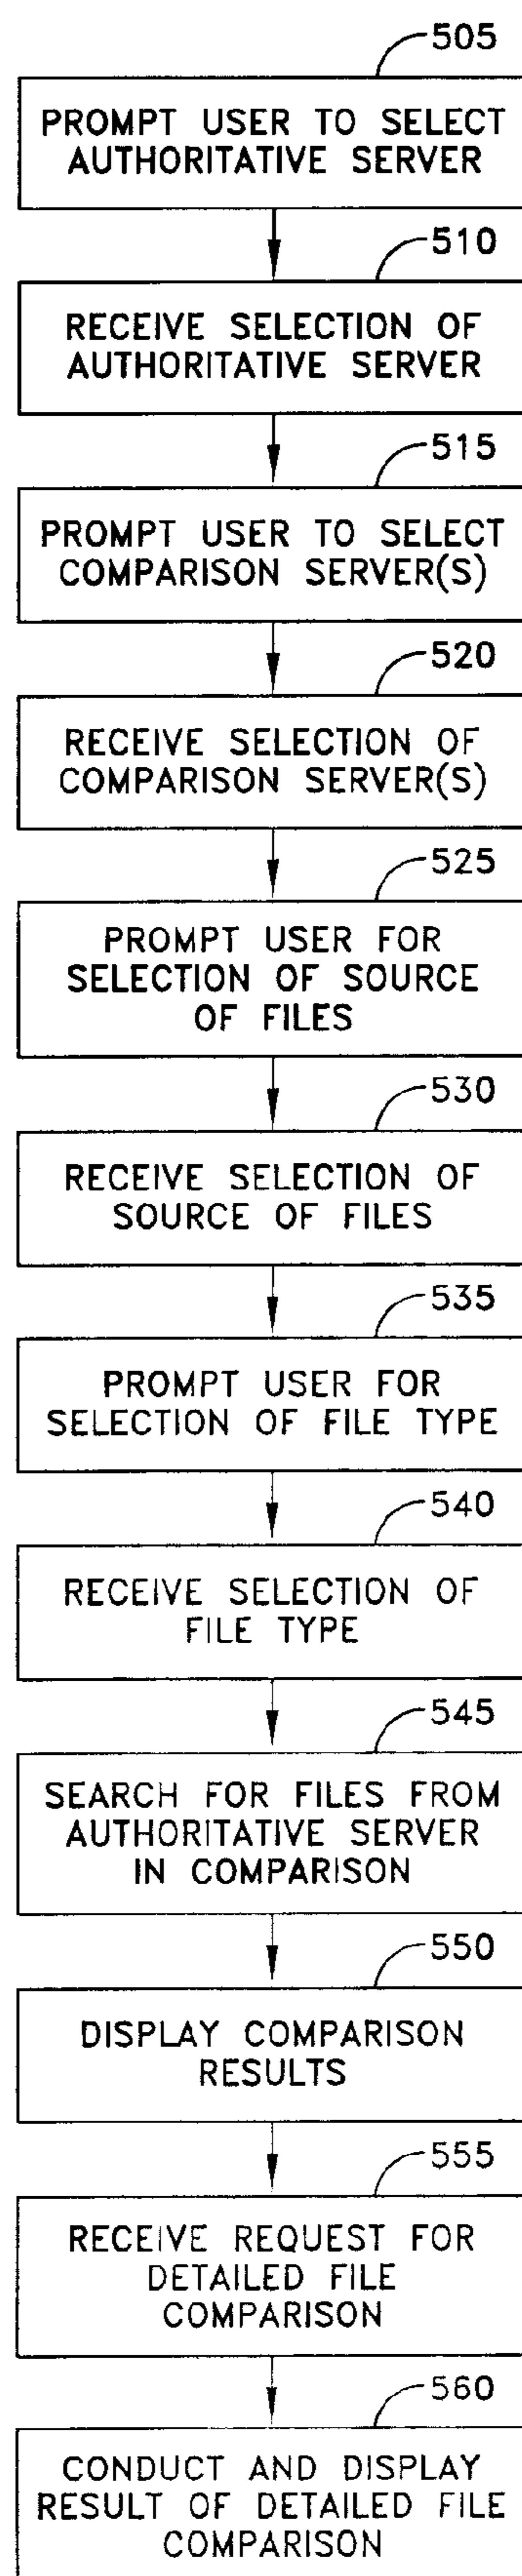 505
PROMPT USER TO SELECT
AUTHORITATIVE SERVER
510
RECEIVE SELECTION OF
AUTHORITATIVE SERVER
515
PROMPT USER TO SELECT
COMPARISON SERVER(S)
520
RECEIVE SELECTION OF
COMPARISON SERVER(S)
525
PROMPT USER FOR
SELECTION OF SOURCE
OF FILES
530
RECEIVE SELECTION OF
SOURCE OF FILES
535
PROMPT USER FOR
SELECTION OF FILE TYPE
540
RECEIVE SELECTION OF
FILE TYPE
545
SEARCH FOR FILES FROM
AUTHORITATIVE SERVER
IN COMPARISON
550
DISPLAY COMPARISON
RESULTS
555
RECEIVE REQUEST FOR
DETAILED FILE
COMPARISON
560
CONDUCT AND DISPLAY
RESULT OF DETAILED FILE
COMPARISON